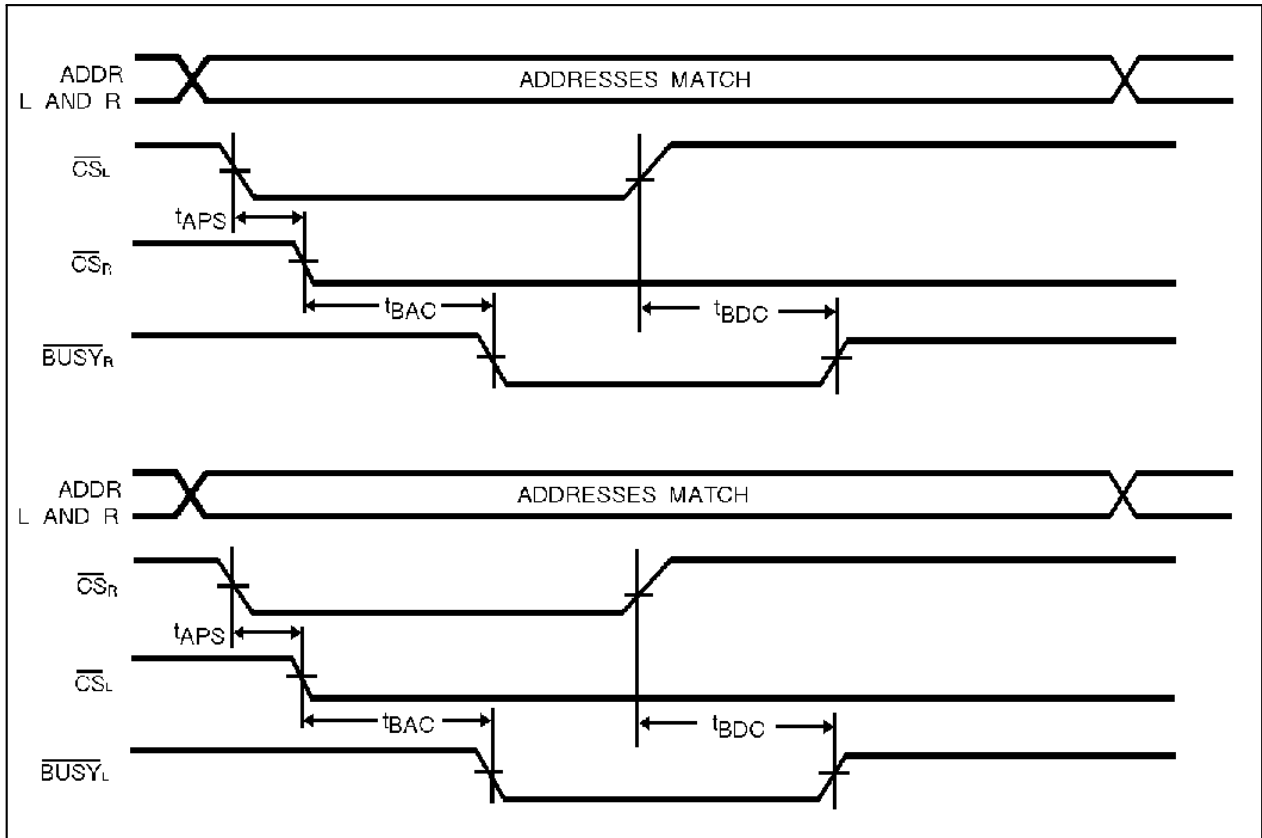 ADDR
L AND R
ADDRESSES MATCH
CSL
tAPS
CSR
tBAC
tBDC
BUSYR
ADDR
L AND R
ADDRESSES MATCH
CSR
tAPS
CSL
tBAC
tBDC
BUSYL